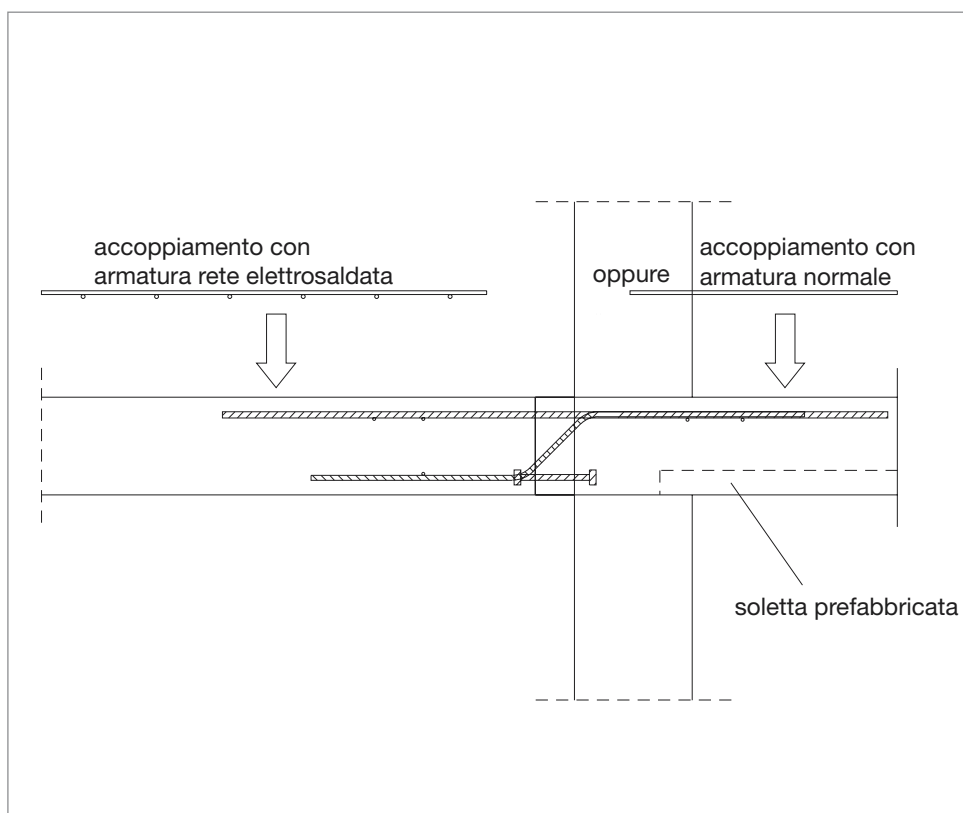 accoppiamento con
armatura rete elettrosaldata
oppure
accoppiamento con
armatura normale
soletta prefabbricata